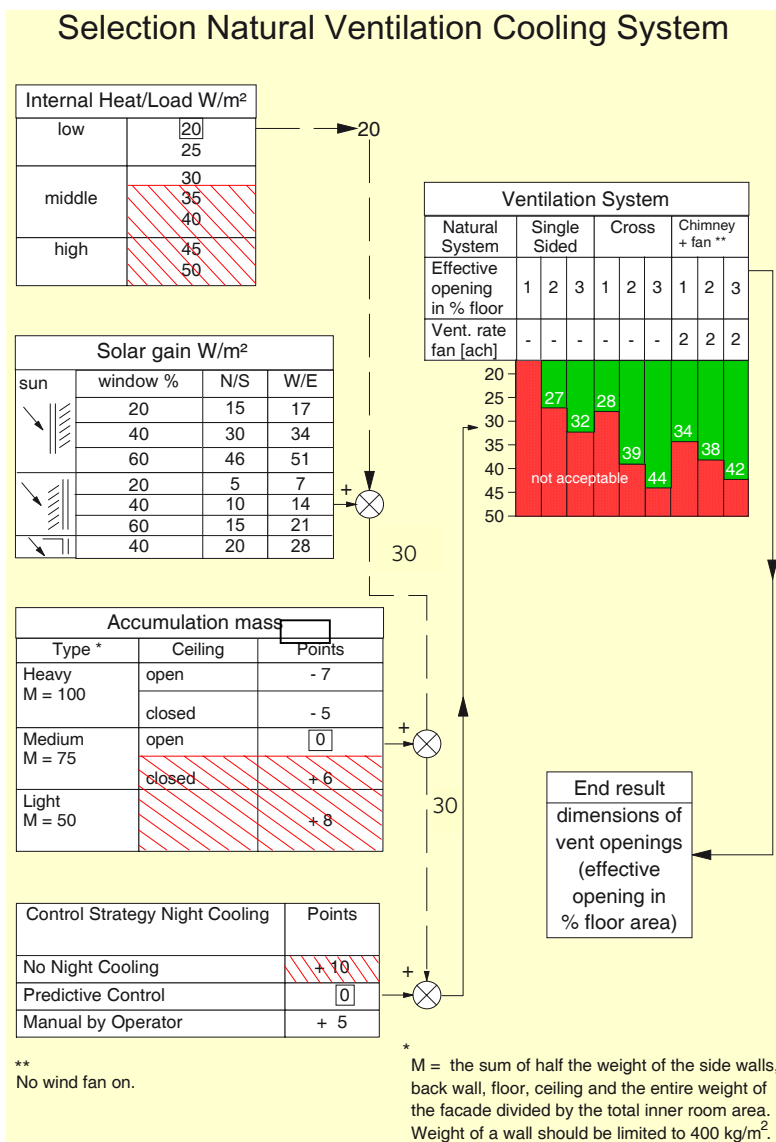 Selection Natural Ventilation Cooling System
Internal Heat/Load W/m²
low 20
25
30
middle 35
40
high 45
50
20
Solar gain W/m²
sun window % N/S W/E
20 15 17
40 30 34
60 46 51
20 5 7
40 10 14
60 15 21
40 20 28
+
30
Accumulation mass
Type * Ceiling Points
Heavy open - 7
M = 100
closed - 5
Medium open 0
M = 75
closed + 6
Light
M = 50 + 8
+
30
Control Strategy Night Cooling Points
No Night Cooling + 10
Predictive Control 0
Manual by Operator + 5
+
**
No wind fan on.
Ventilation System
Natural System Single Sided Cross Chimney + fan **
Effective opening in % floor 1 2 3 1 2 3 1 2 3
Vent. rate fan [ach] - - - - - - 2 2 2
20
25
30
35
40
45
50
27 32 28 39 44 34 38 42
not acceptable
End result
dimensions of
vent openings
(effective
opening in
% floor area)
*
M = the sum of half the weight of the side walls,
back wall, floor, ceiling and the entire weight of
the facade divided by the total inner room area.
Weight of a wall should be limited to 400 kg/m².